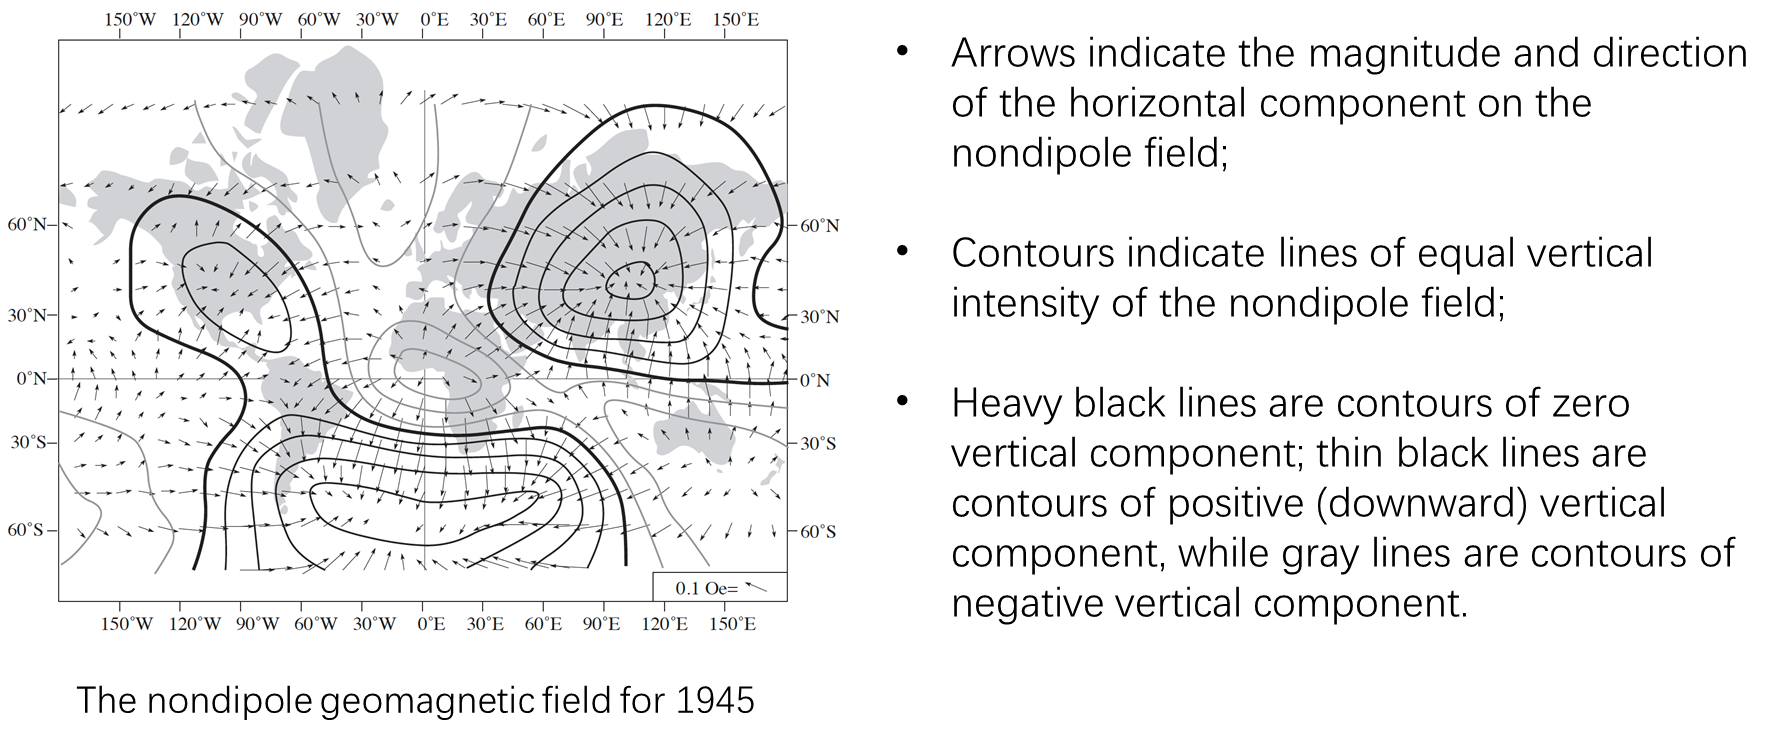 150°W 120°W 90°W 60°W 30°W 0°E 30°E 60°E 90°E 120°E 150°E
60°N 60°N
30°N 30°N
0°N 0°N
30°S 30°S
60°S 60°S
0.1 Oe=
150°W 120°W 90°W 60°W 30°W 0°E 30°E 60°E 90°E 120°E 150°E
The nondipole geomagnetic field for 1945
• Arrows indicate the magnitude and direction
of the horizontal component on the
nondipole field;
• Contours indicate lines of equal vertical
intensity of the nondipole field;
• Heavy black lines are contours of zero
vertical component; thin black lines are
contours of positive (downward) vertical
component, while gray lines are contours of
negative vertical component.